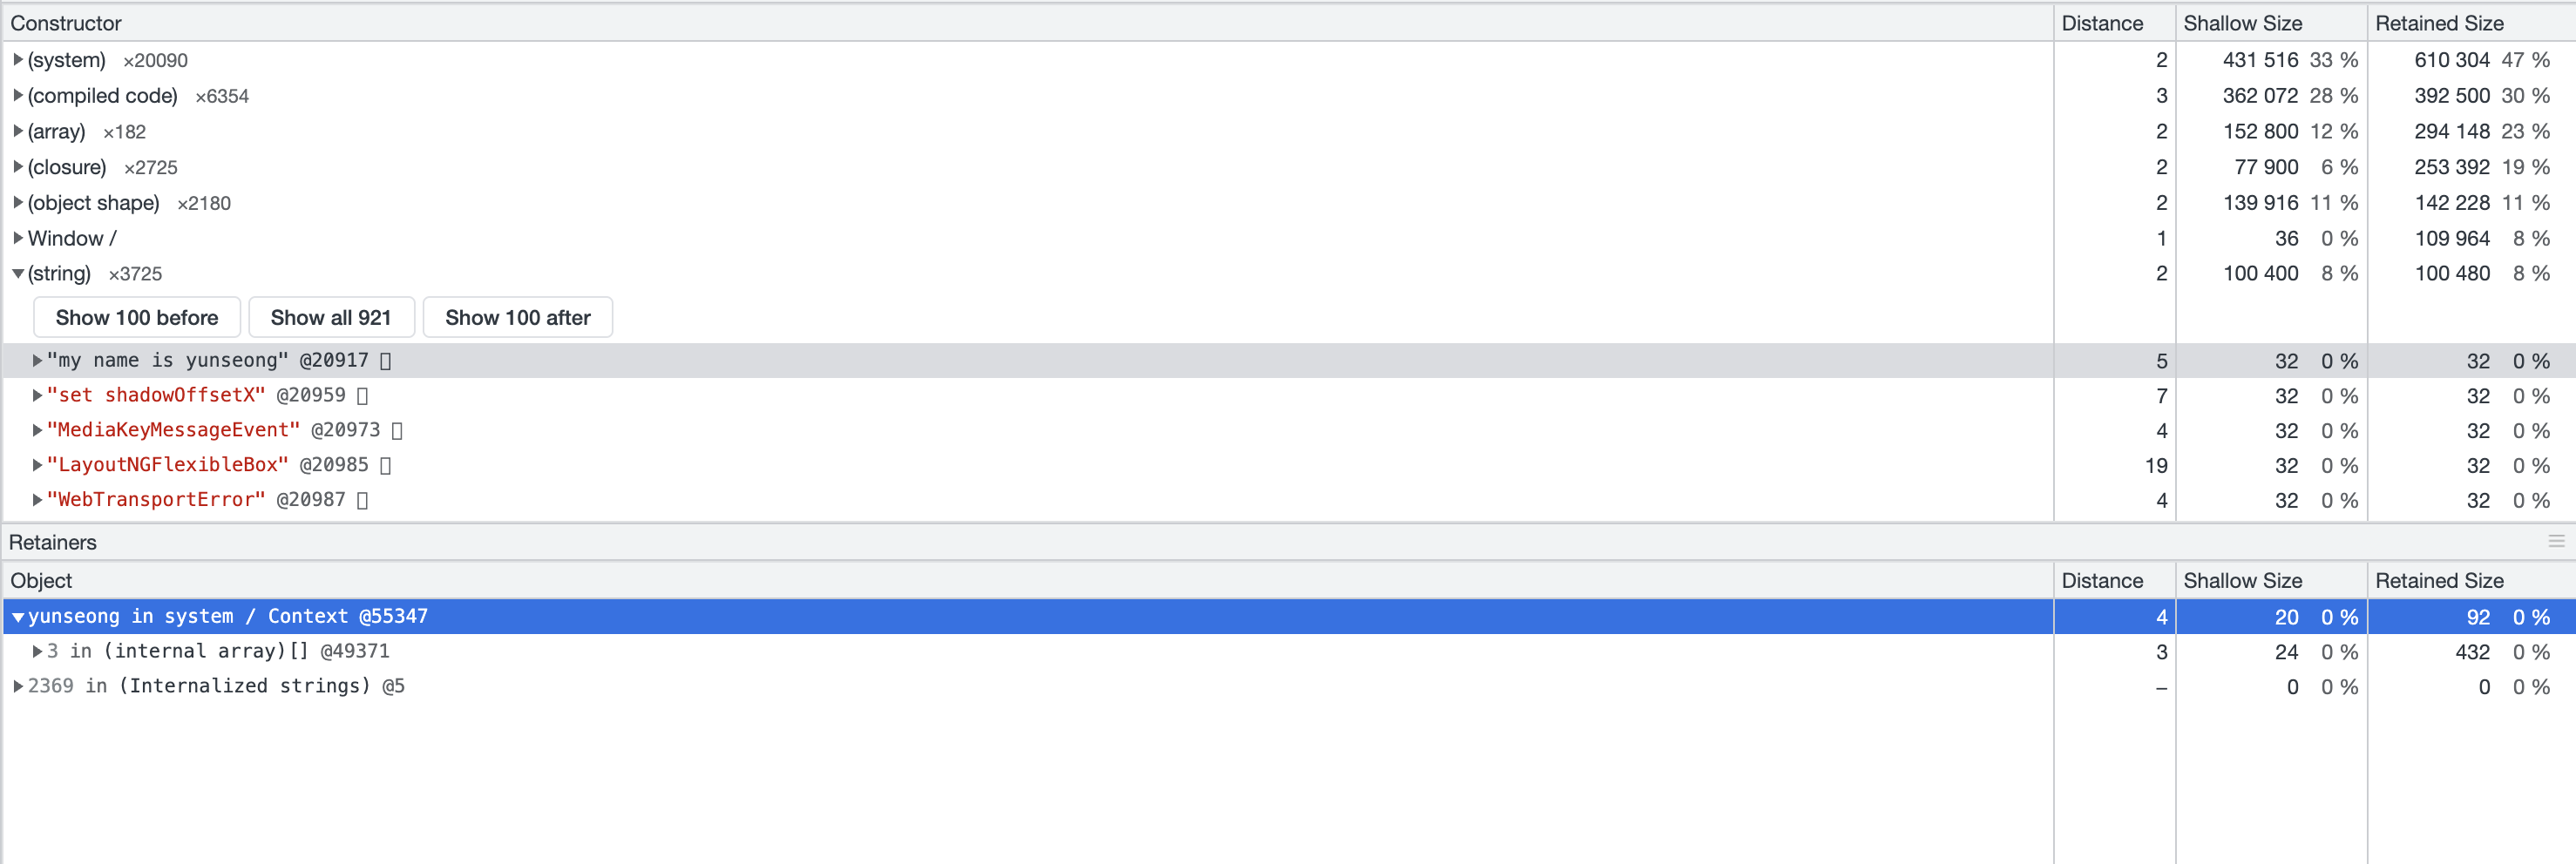 Constructor Distance Shallow Size Retained Size
(system) ×20090 2 431 516 33 % 610 304 47 %
(compiled code) ×6354 3 362 072 28 % 392 500 30 %
(array) ×182 2 152 800 12 % 294 148 23 %
(closure) ×2725 2 77 900 6 % 253 392 19 %
(object shape) ×2180 2 139 916 11 % 142 228 11 %
Window / 1 36 0 % 109 964 8 %
(string) ×3725 2 100 400 8 % 100 480 8 %
Show 100 before Show all 921 Show 100 after
"my name is yunseong" @20917 5 32 0 % 32 0 %
"set shadowOffsetX" @20959 7 32 0 % 32 0 %
"MediaKeyMessageEvent" @20973 4 32 0 % 32 0 %
"LayoutNGFlexibleBox" @20985 19 32 0 % 32 0 %
"WebTransportError" @20987 4 32 0 % 32 0 %
Retainers
Object Distance Shallow Size Retained Size
yunseong in system / Context @55347 4 20 0 % 92 0 %
3 in (internal array)[] @49371 3 24 0 % 432 0 %
2369 in (Internalized strings) @5 – 0 0 % 0 0 %